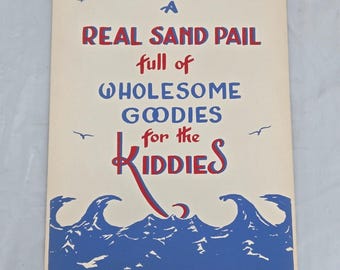 A
REAL SAND PAIL
full of
WHOLESOME
GOODIES
for the
KIDDIES